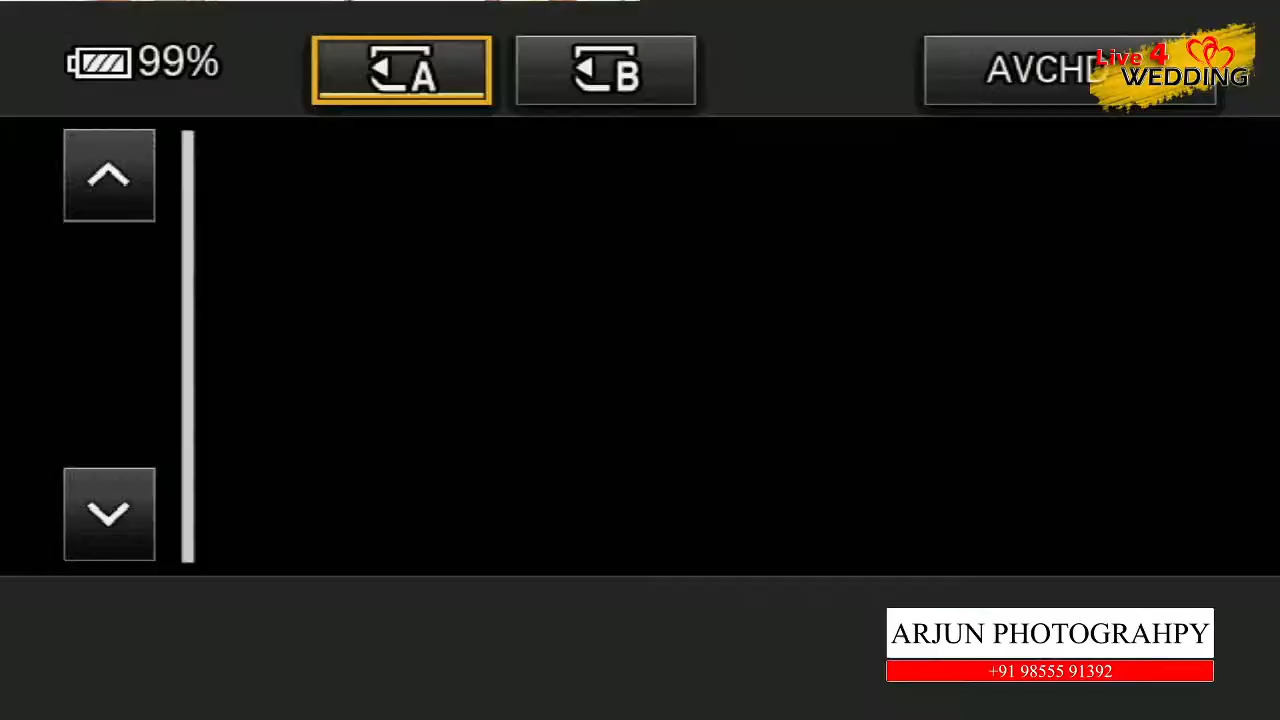 99%
A
B
AVCHD
Live 4
WEDDING
ARJUN PHOTOGRAHPY
+91 98555 91392